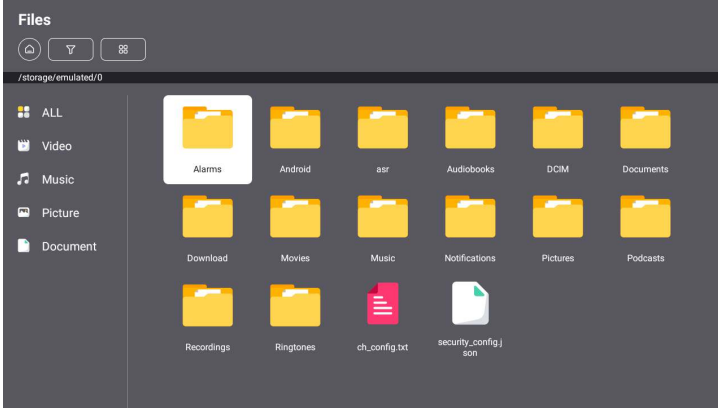 Files
/storage/emulated/0
ALL
Video
Music
Picture
Document
Alarms
Android
asr
Audiobooks
DCIM
Documents
Download
Movies
Music
Notifications
Pictures
Podcasts
Recordings
Ringtones
ch_config.txt
security_config.j
son